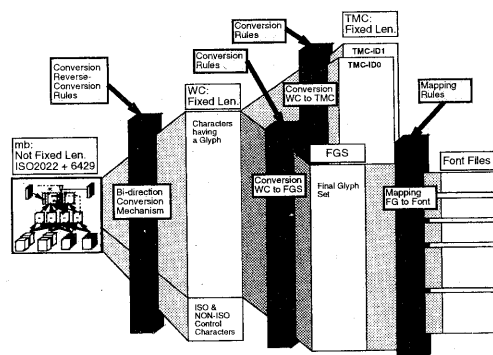 TMC:
Fixed Len.
Conversion
Rules
TMC-ID1
TMC-ID0
Conversion
Rules
Conversion
Reverse-
Conversion
Rules
WC:
Fixed Len.
Conversion
WC to TMC
Mapping
Rules
Characters
having
a Glyph
mb:
Not Fixed Len.
ISO2022 + 6429
FGS
Font Files
Bi-direction
Conversion
Mechanism
Conversion
WC to FGS
Final Glyph
Set
Mapping
FG to Font
ISO &
NON-ISO
Control
Characters